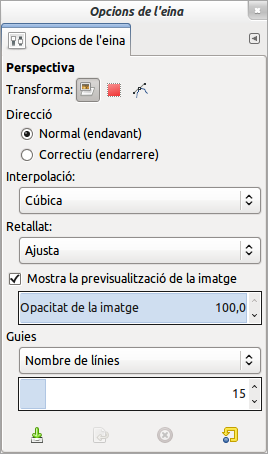 Opcions de l'eina
Opcions de l'eina
Perspectiva
Transforma:
Direcció
Normal (endavant)
Correctiu (endarrere)
Interpolació:
Cúbica
Retallat:
Ajusta
Mostra la previsualització de la imatge
Opacitat de la imatge 100,0
Guies
Nombre de línies
15